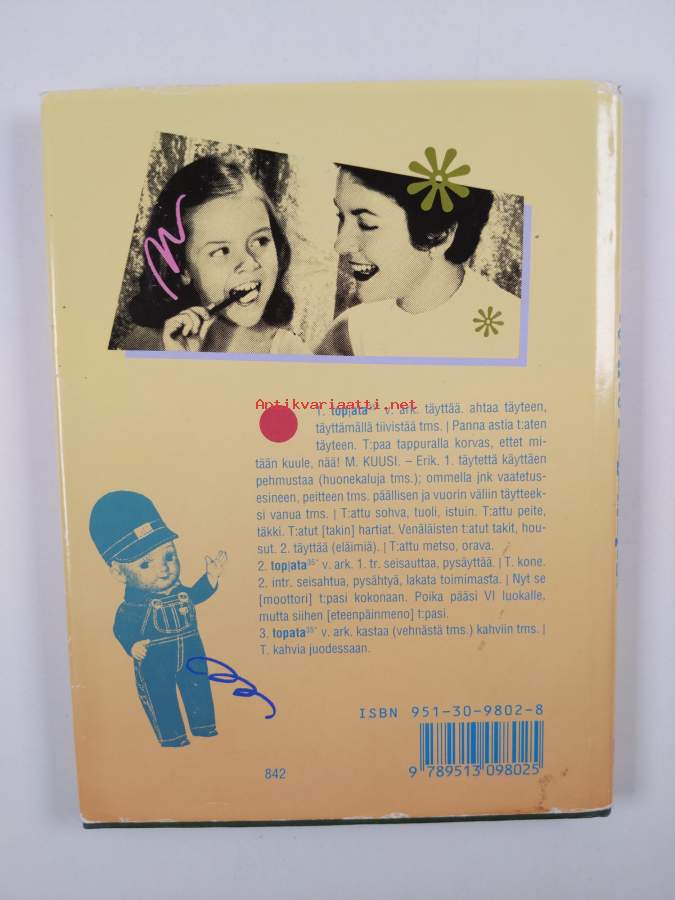 Antikvariaatti.net
1. top|ata³⁵* v. ark. täyttää. ahtaa täyteen,
täyttämällä tiivistää tms. | Panna astia t:aten
täyteen. T:paa tappuralla korvas, ettet mi-
tään kuule, nää! M. KUUSI. – Erik. 1. täytettä käyttäen
pehmustaa (huonekaluja tms.); ommella jnk vaatetus-
esineen, peitteen tms. päällisen ja vuorin väliin täytteek-
si vanua tms. | T:attu sohva, tuoli, istuin. T:attu peite,
täkki. T:atut [takin] hartiat. Venäläisten t:atut takit, hou-
sut. 2. täyttää (eläimiä). | T:attu metso, orava.
2. top|ata³⁵* v. ark. 1. tr. seisauttaa, pysäyttää. | T. kone.
2. intr. seisahtua, pysähtyä, lakata toimimasta. | Nyt se
[moottori] t:pasi kokonaan. Poika pääsi VI luokalle,
mutta siihen [eteenpäinmeno] t:pasi.
3. topata³⁵* v. ark. kastaa (vehnästä tms.) kahviin tms. |
T. kahvia juodessaan.
ISBN 951-30-9802-8
9 789513 098025
842